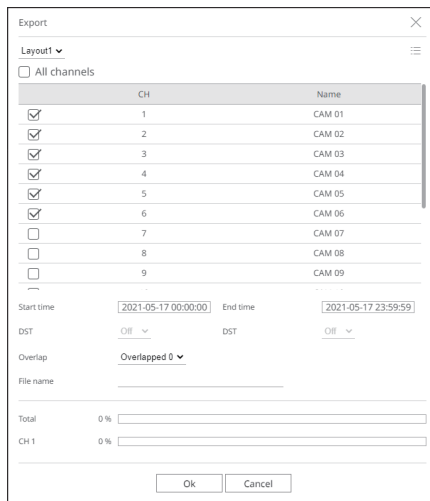 Export
Layout1
All channels
CH Name
1 CAM 01
2 CAM 02
3 CAM 03
4 CAM 04
5 CAM 05
6 CAM 06
7 CAM 07
8 CAM 08
9 CAM 09
Start time 2021-05-17 00:00:00 End time 2021-05-17 23:59:59
DST Off DST Off
Overlap Overlapped 0
File name
Total 0 %
CH 1 0 %
Ok Cancel